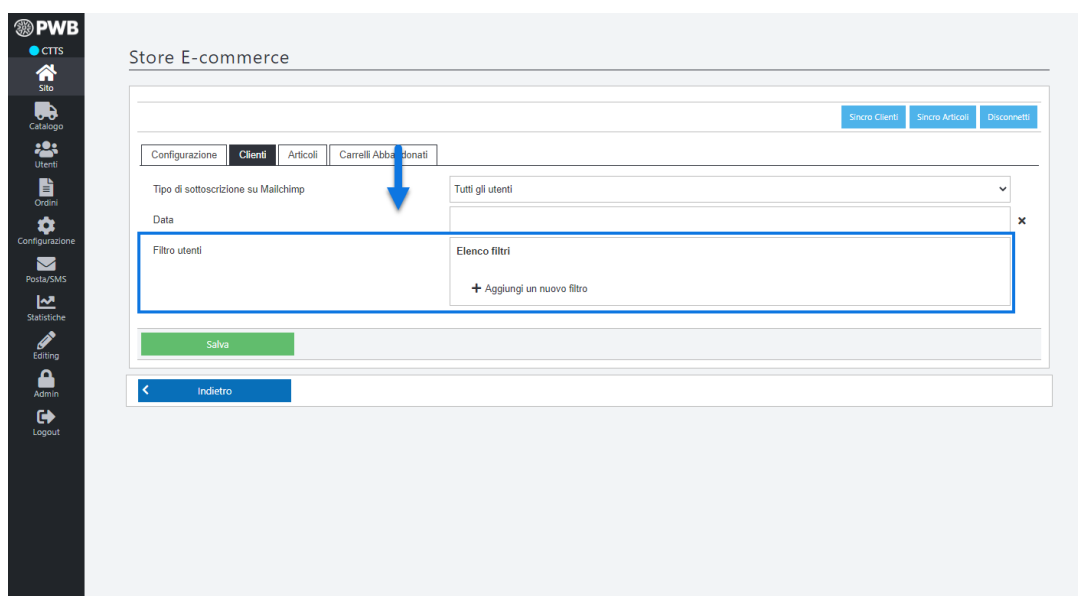 PWB
CTTS
Sito
Catalogo
Utenti
Ordini
Configurazione
Posta/SMS
Statistiche
Editing
Admin
Logout
Store E-commerce
Sincro Clienti Sincro Articoli Disconnetti
Configurazione Clienti Articoli Carrelli Abbandonati
Tipo di sottoscrizione su Mailchimp Tutti gli utenti
Data
Filtro utenti Elenco filtri
Aggiungi un nuovo filtro
Salva
Indietro